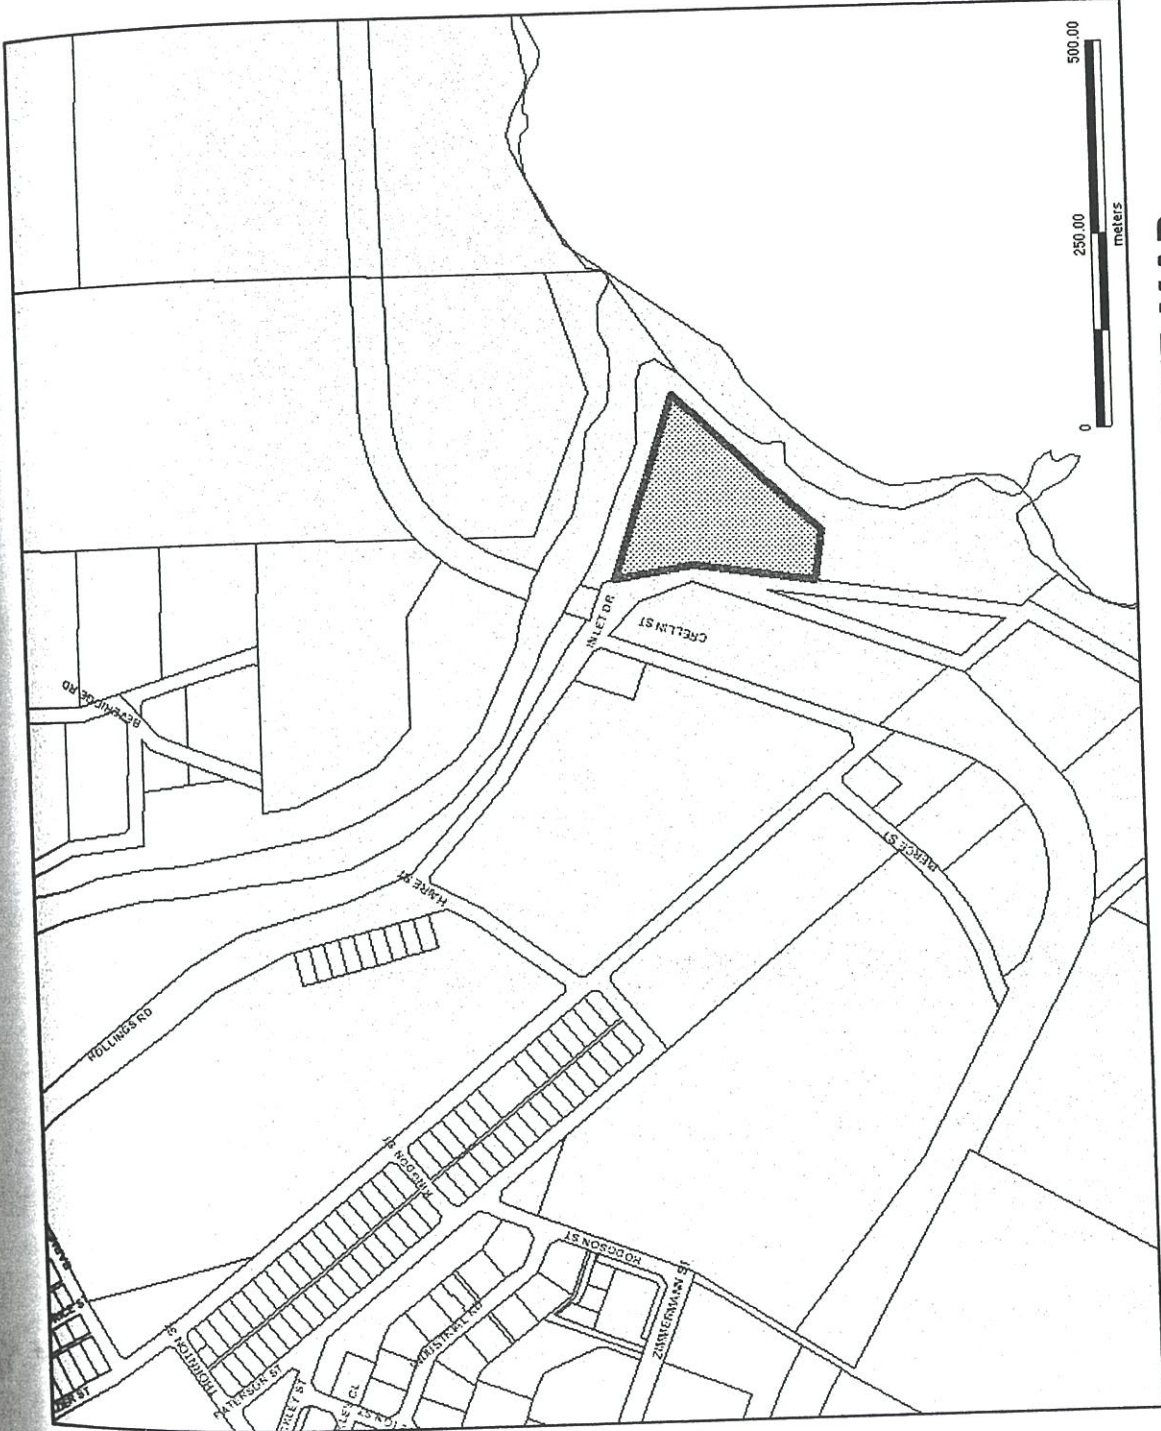 BEVERIDGE RD
HOLLINGS RD
HAARE ST
INLET DR
CRELLIN ST
PIERCE ST
KINGDON ST
THORNTON ST
PATERSON ST
INDUSTRIAL RD
HODGSON ST
ZIMMERMANN ST
0
250.00
500.00
meters